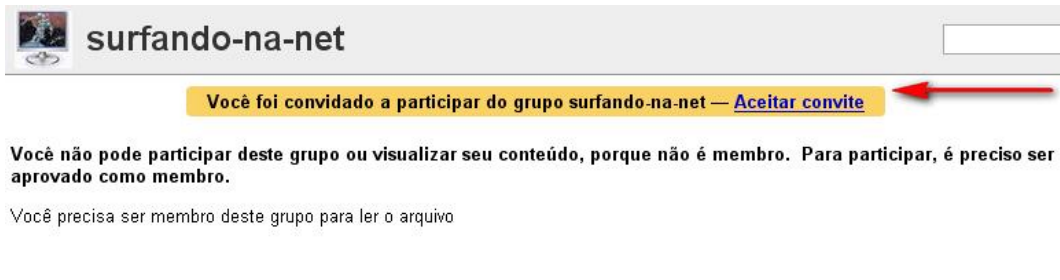 surfando-na-net
Você foi convidado a participar do grupo surfando-na-net — Aceitar convite
Você não pode participar deste grupo ou visualizar seu conteúdo, porque não é membro. Para participar, é preciso ser
aprovado como membro.
Você precisa ser membro deste grupo para ler o arquivo